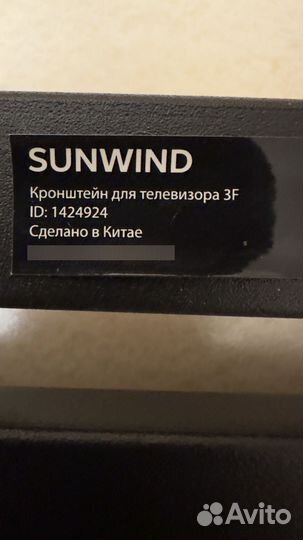 SUNWIND
Кронштейн для телевизора 3F
ID: 1424924
Сделано в Китае
Avito